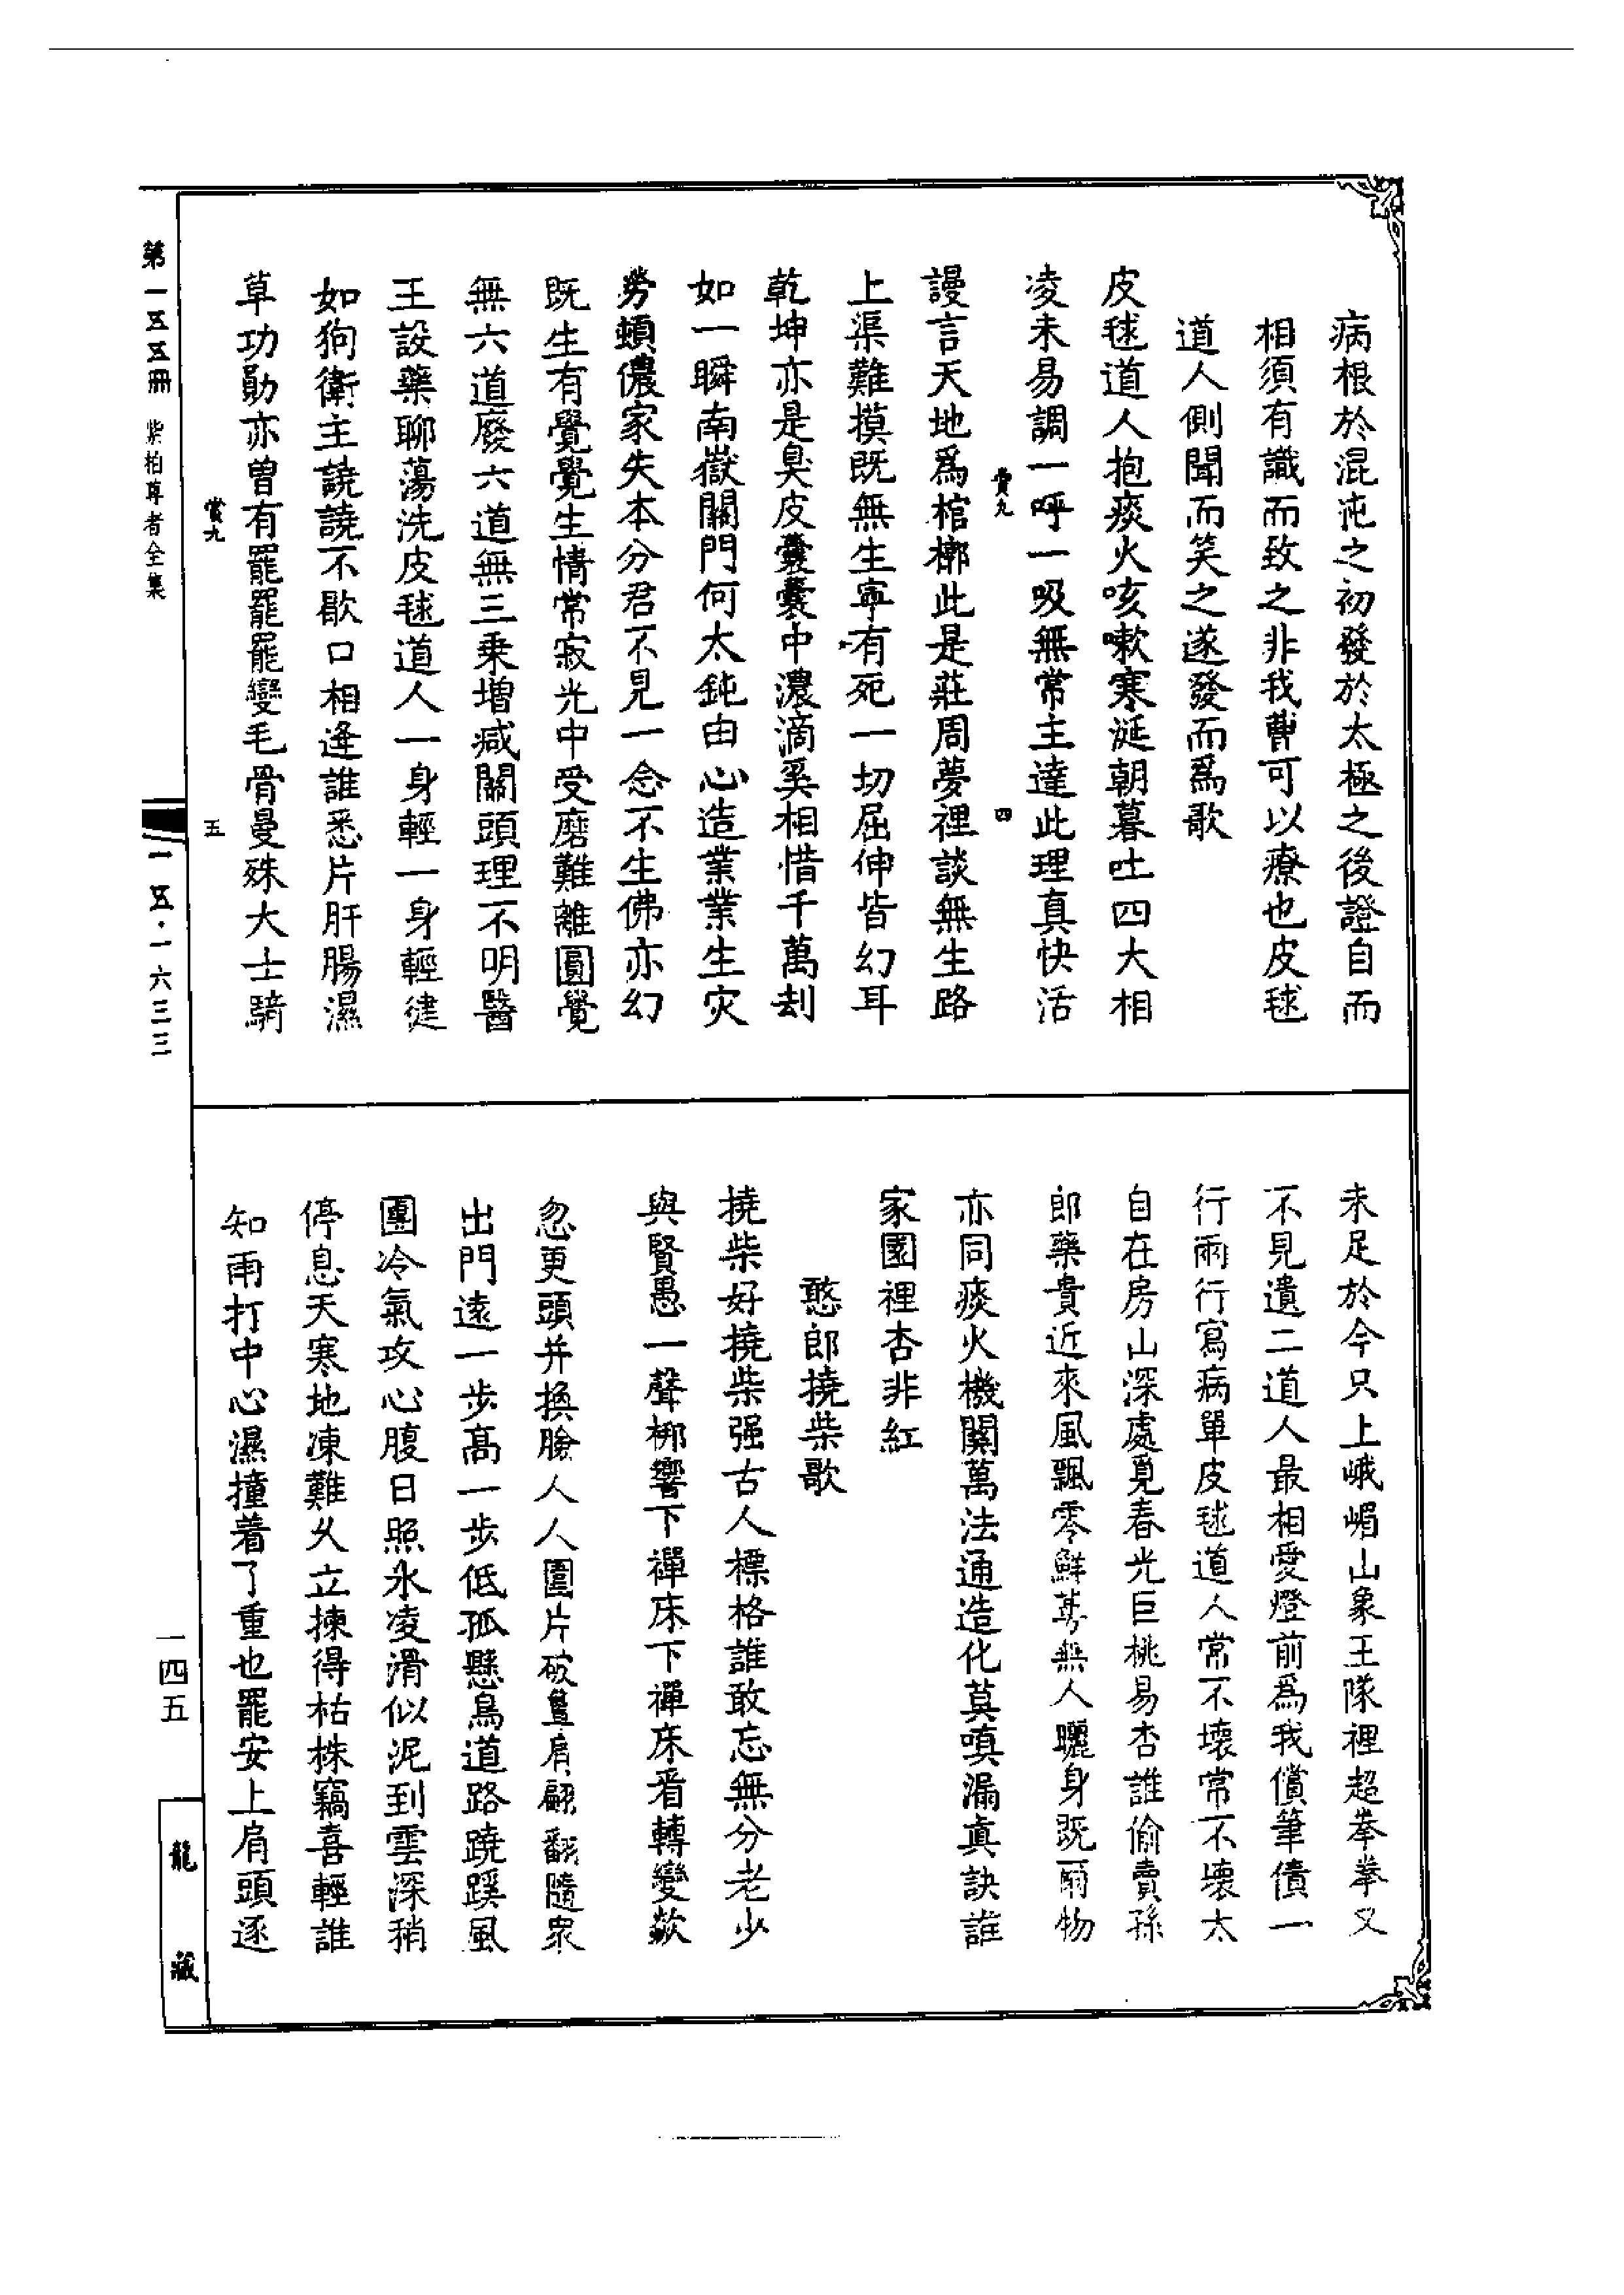 病根於混沌之初發於太極之後證自而
相須有識而致之非我曹可以療也皮毬
道人側聞而笑之遂發而爲歌
皮毬道人抱痰火咳嗽寒涎朝暮吐四大相
凌未易調一呼一吸無常主達此理真快活
賞九
四
謾言天地爲棺槨此是莊周夢裡談無生路
上渠難摸既無生寧有死一切屈伸皆幻耳
乾坤亦是臭皮囊囊中濃滴奚相惜千萬刦
如一瞬南嶽關門何太鈍由心造業業生灾
勞頓儂家失本分君不見一念不生佛亦幻
既生有覺覺生情常寂光中受磨難離圓覺
無六道廢六道無三乘增減關頭理不明醫
王設藥聊蕩洗皮毬道人一身輕一身輕健
如狗衛主譊譊不歇口相逢誰悉片肝腸濕
草功勛亦曽有罷罷罷變毛骨曼殊大士騎
賞九
五
未足於今只上峨嵋山象王隊裡超羣拳又
不見遺二道人最相愛燈前爲我償筆債一
行雨行寫病單皮毬道人常不壞常不壞太
自在房山深處覓春光巨桃易杏誰偷賣孫
郎藥貴近來風飄零鮮蕚無人曬身既爾物
亦同痰火機關萬法通造化莫嗔漏真訣誰
家園裡杏非紅
憨郎撓柴歌
撓柴好撓柴强古人標格誰敢忘無分老少
與賢愚一聲梆響下禪床下禪床看轉變歘
忽更頭并換臉人人圍片破 肩翩翻隨衆
出門遠一步高一步低孤懸鳥道路蹺蹊風
團冷氣攻心腹日照氷凌滑似泥到雲深稍
停息天寒地凍難久立揀得枯株竊喜輕誰
知雨打中心濕撞着了重也罷安上肩頭逐
第一五五冊 紫柏尊者全集
一五·一六三三
一四五
龍藏